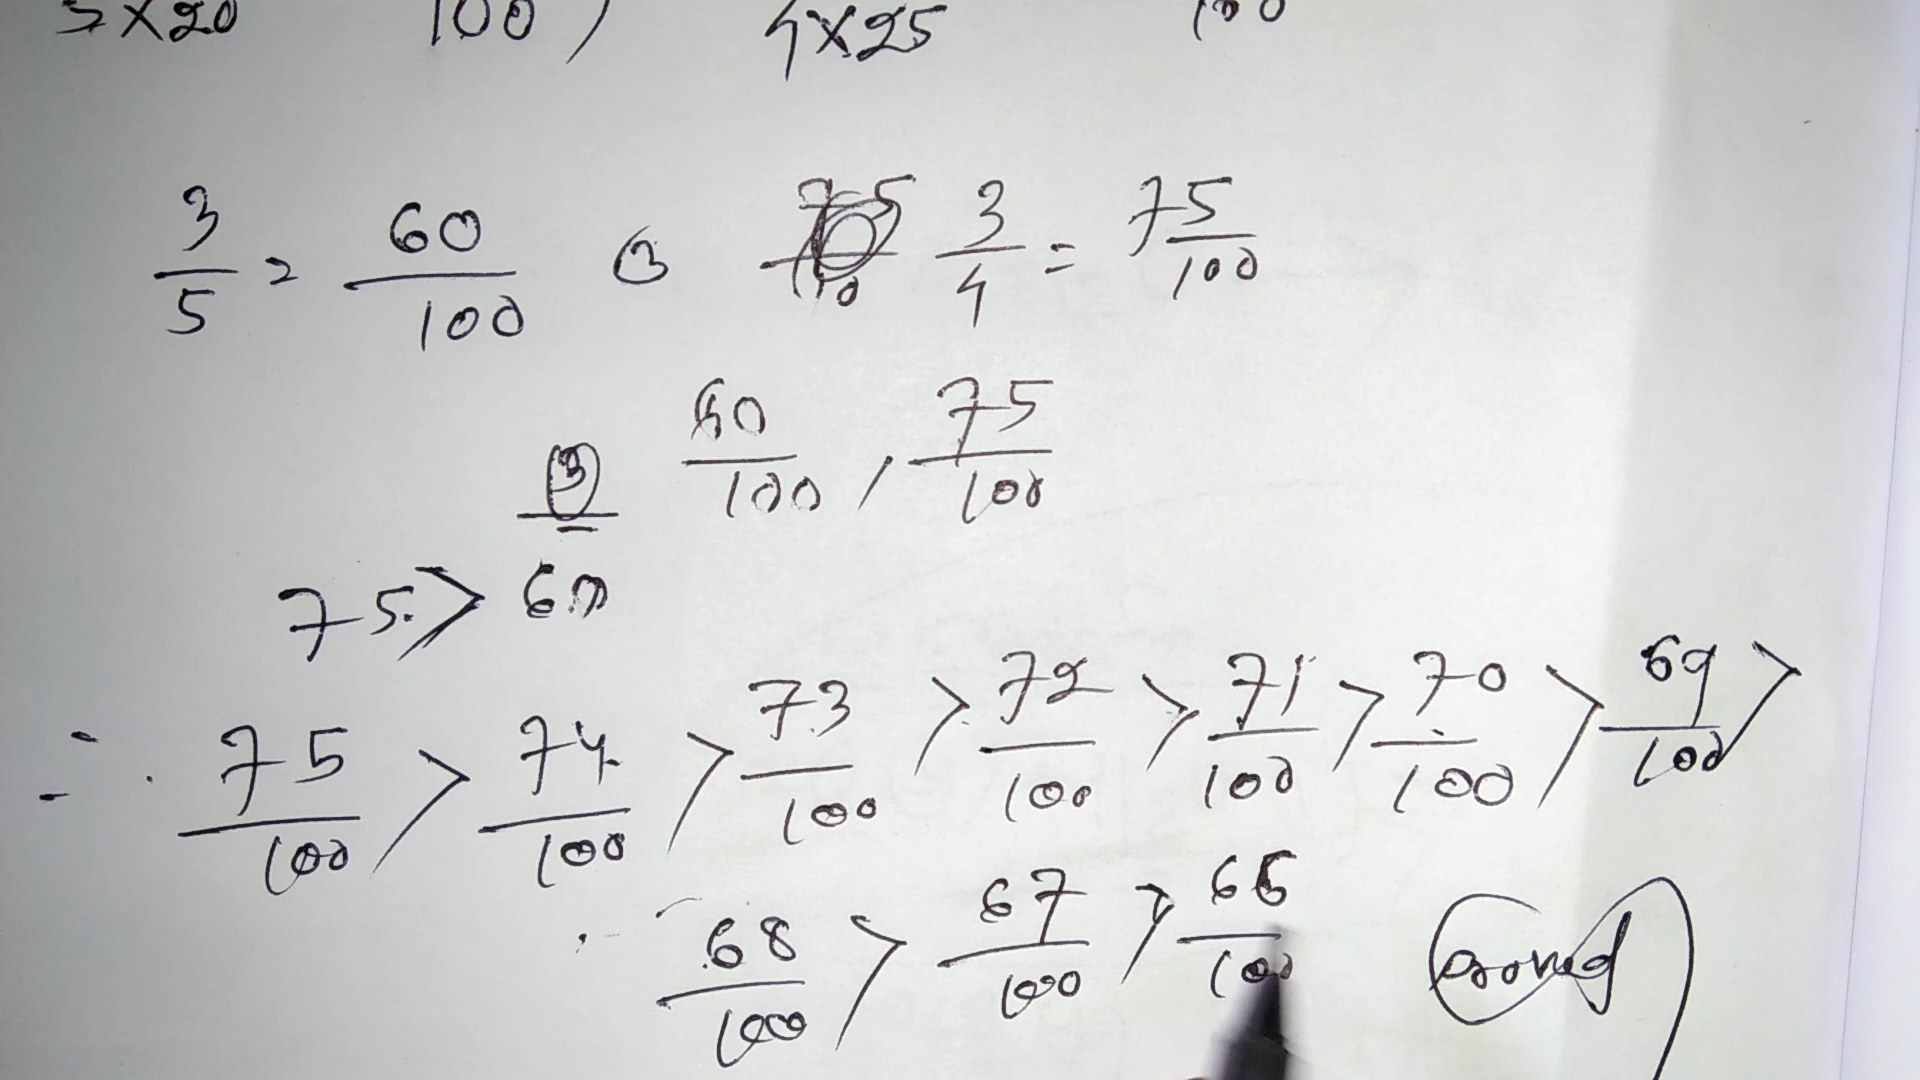 5×20 100 , 4×25 100
3/5 = 60/100 ও 3/4 = 75/100
60/100 , 75/100
75 > 60
= 75/100 > 74/100 > 73/100 > 72/100 > 71/100 > 70/100 > 69/100 >
68/100 > 67/100 > 66/100 proved